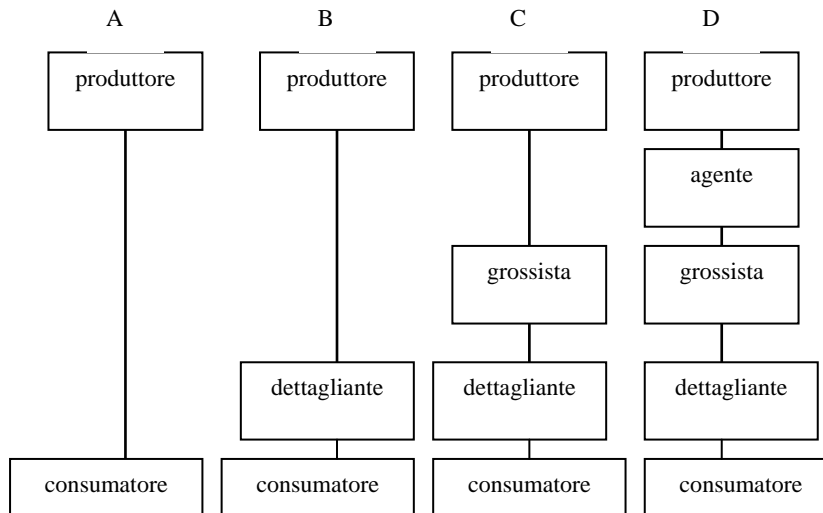 A B C D
produttore produttore produttore produttore
agente
grossista grossista
dettagliante dettagliante dettagliante
consumatore consumatore consumatore consumatore